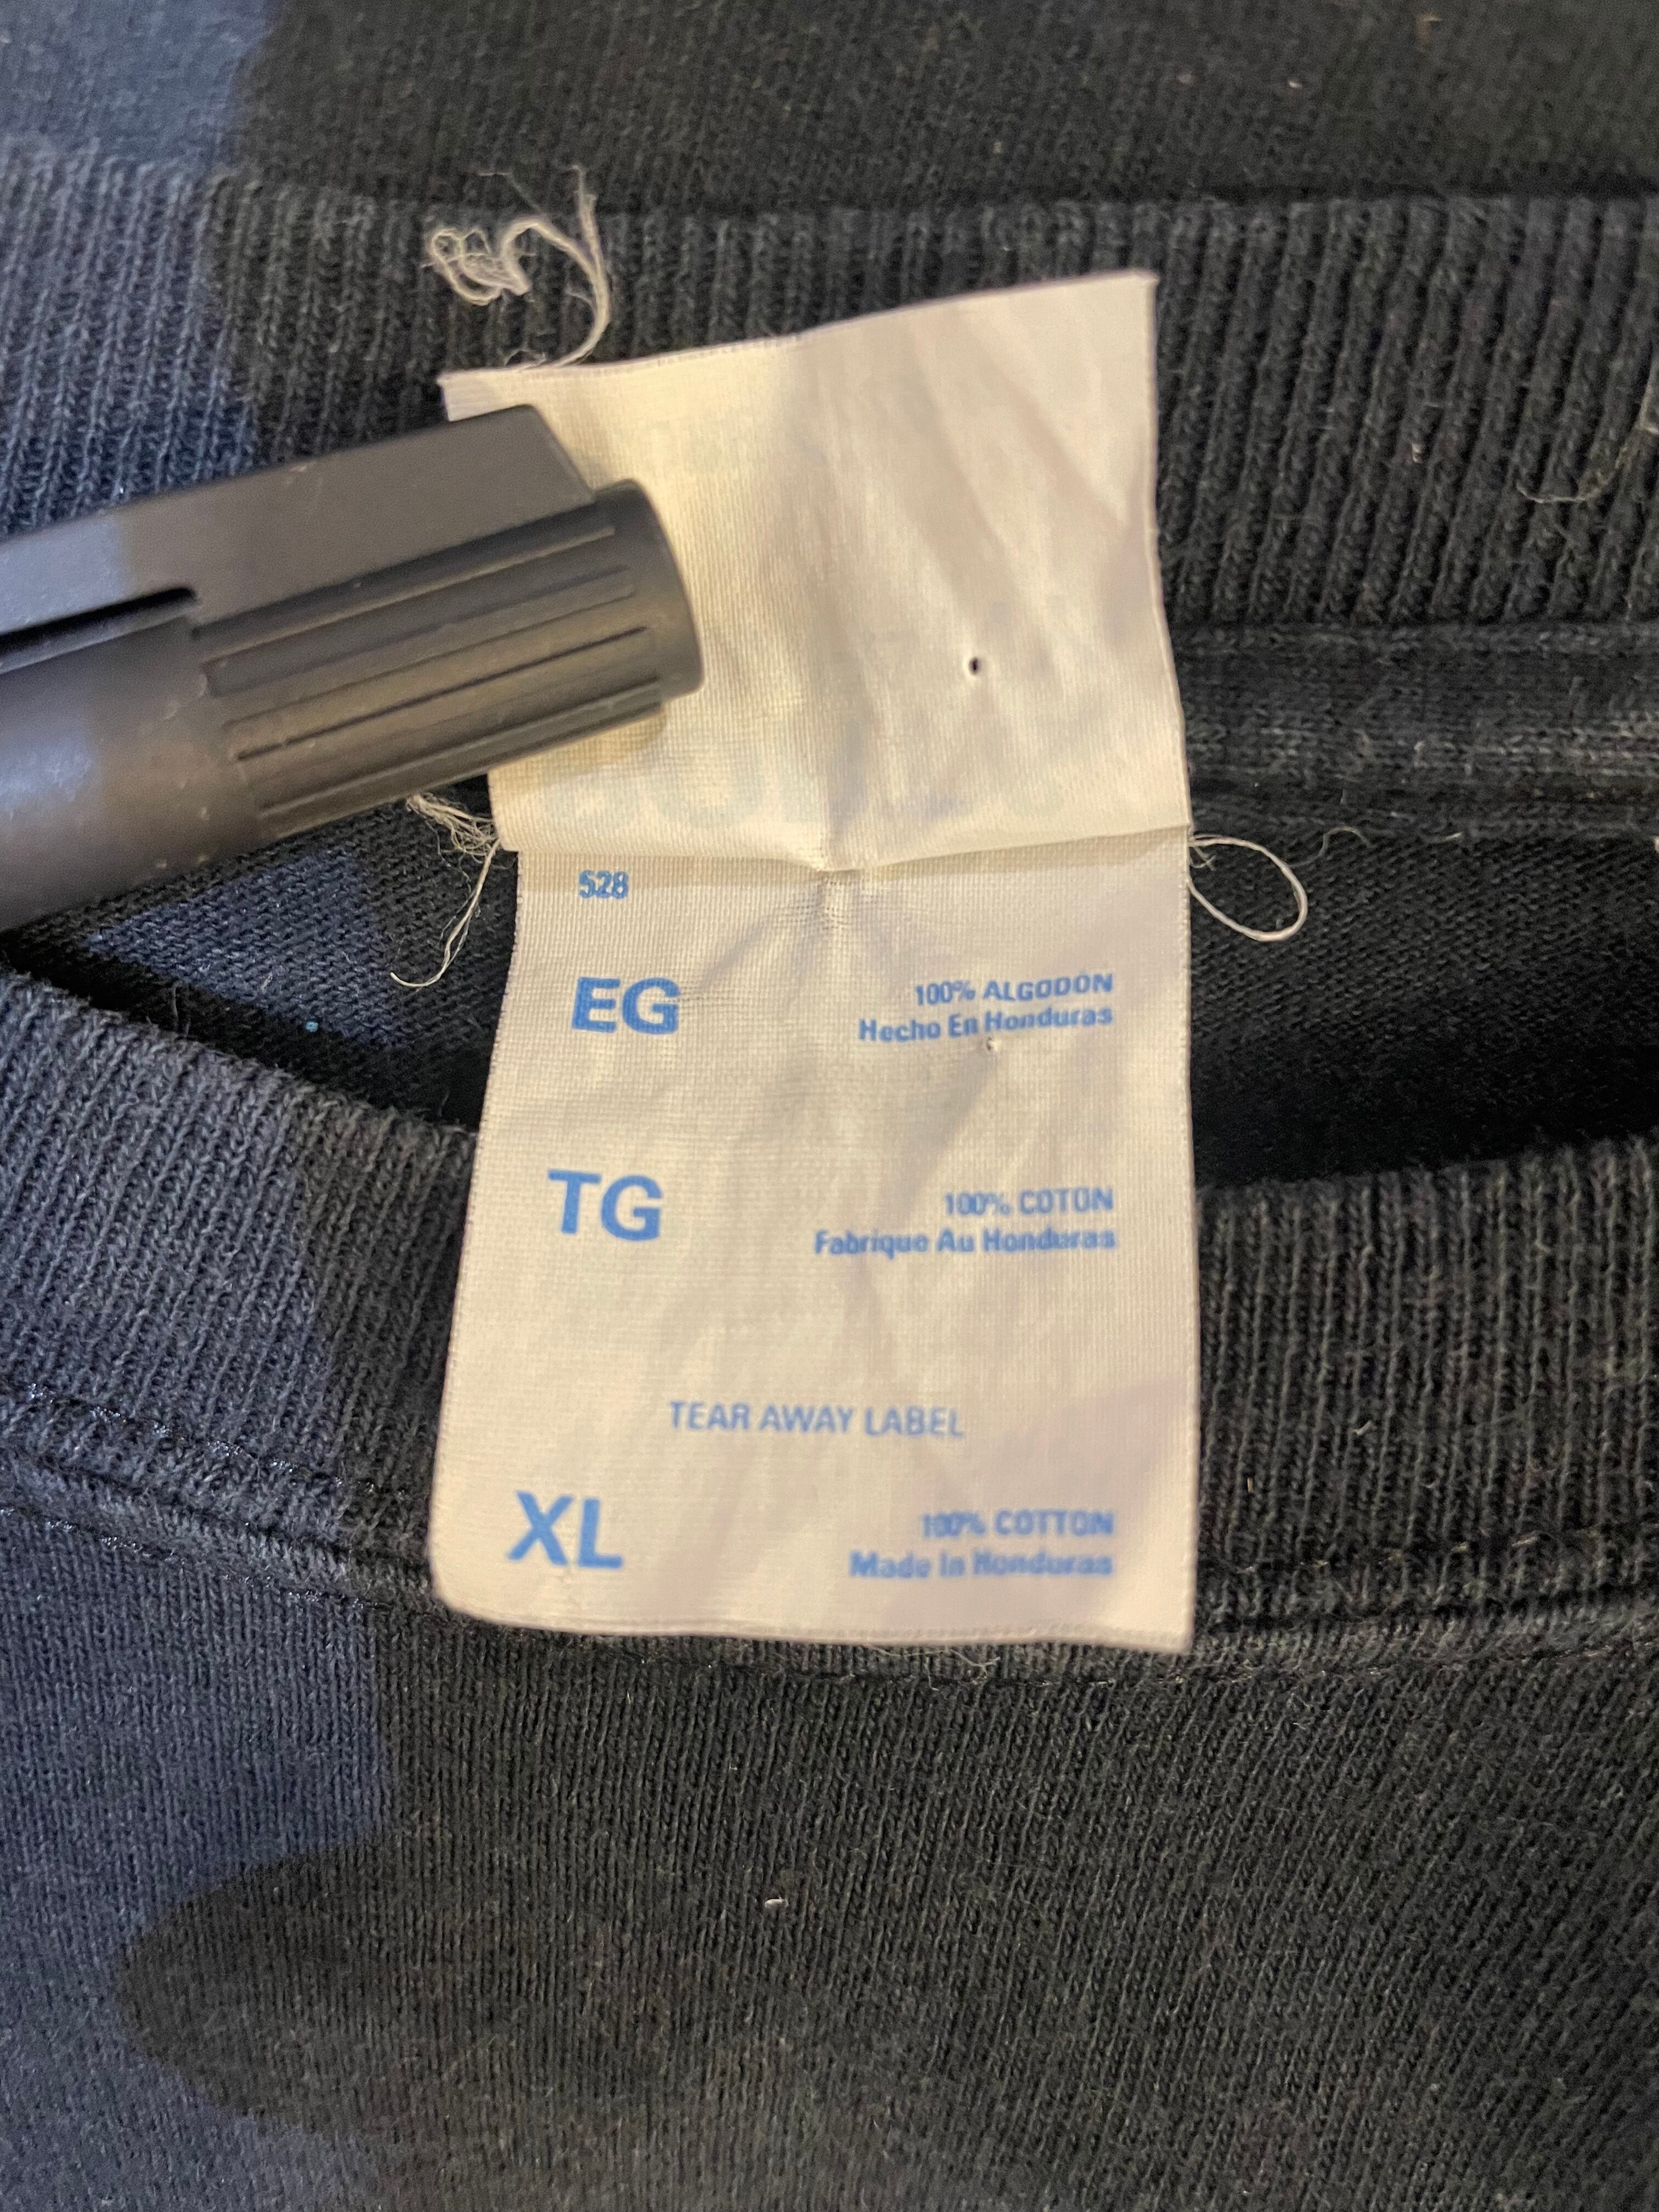 528
EG
100% ALGODON
Hecho En Honduras
TG
100% COTON
Fabrique Au Honduras
TEAR AWAY LABEL
XL
100% COTTON
Made In Honduras